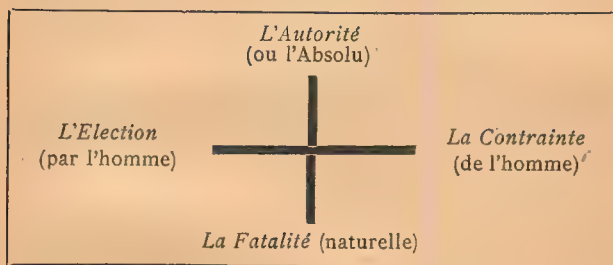 L'Autorité
(ou l'Absolu)
L'Election
(par l'homme)
La Contrainte
(de l'homme)
La Fatalité (naturelle)